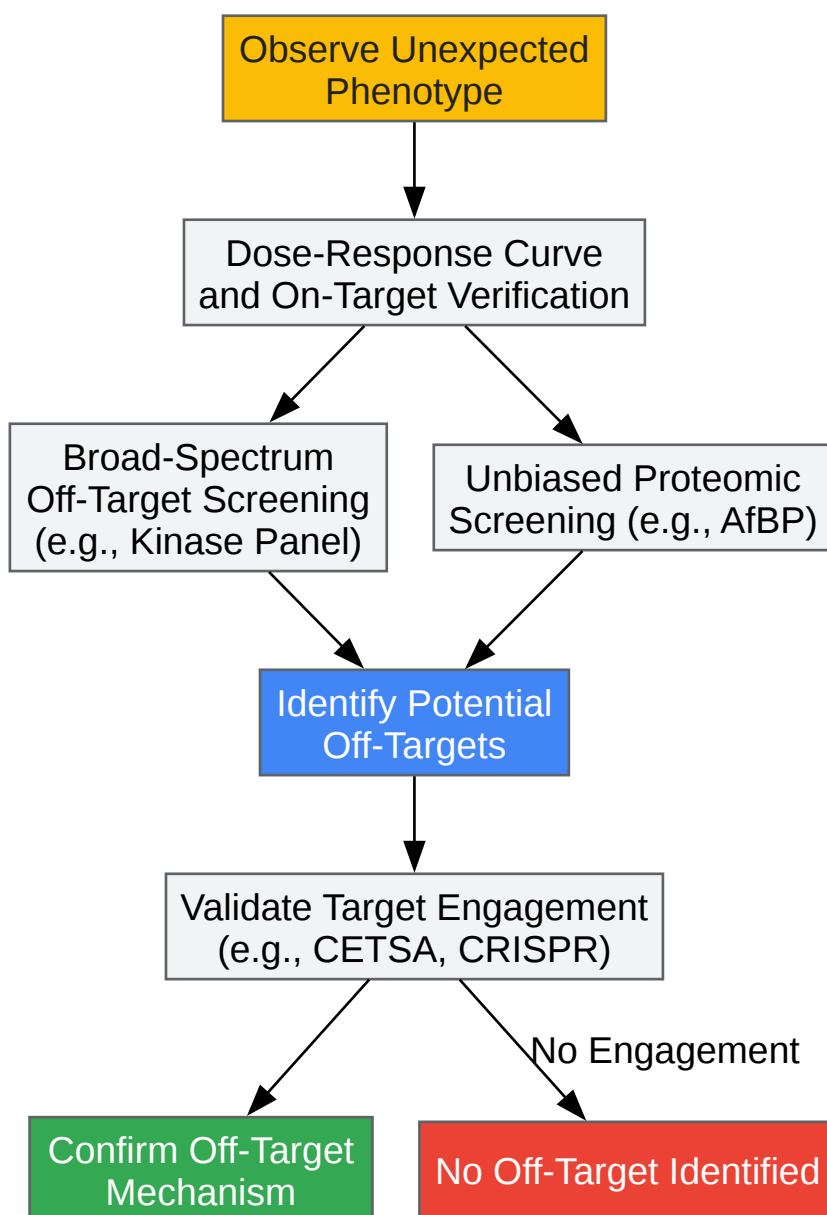 Observe Unexpected
Phenotype
Dose-Response Curve
and On-Target Verification
Broad-Spectrum
Off-Target Screening
(e.g., Kinase Panel)
Unbiased Proteomic
Screening (e.g., AfBP)
Identify Potential
Off-Targets
Validate Target Engagement
(e.g., CETSA, CRISPR)
No Engagement
Confirm Off-Target
Mechanism
No Off-Target Identified